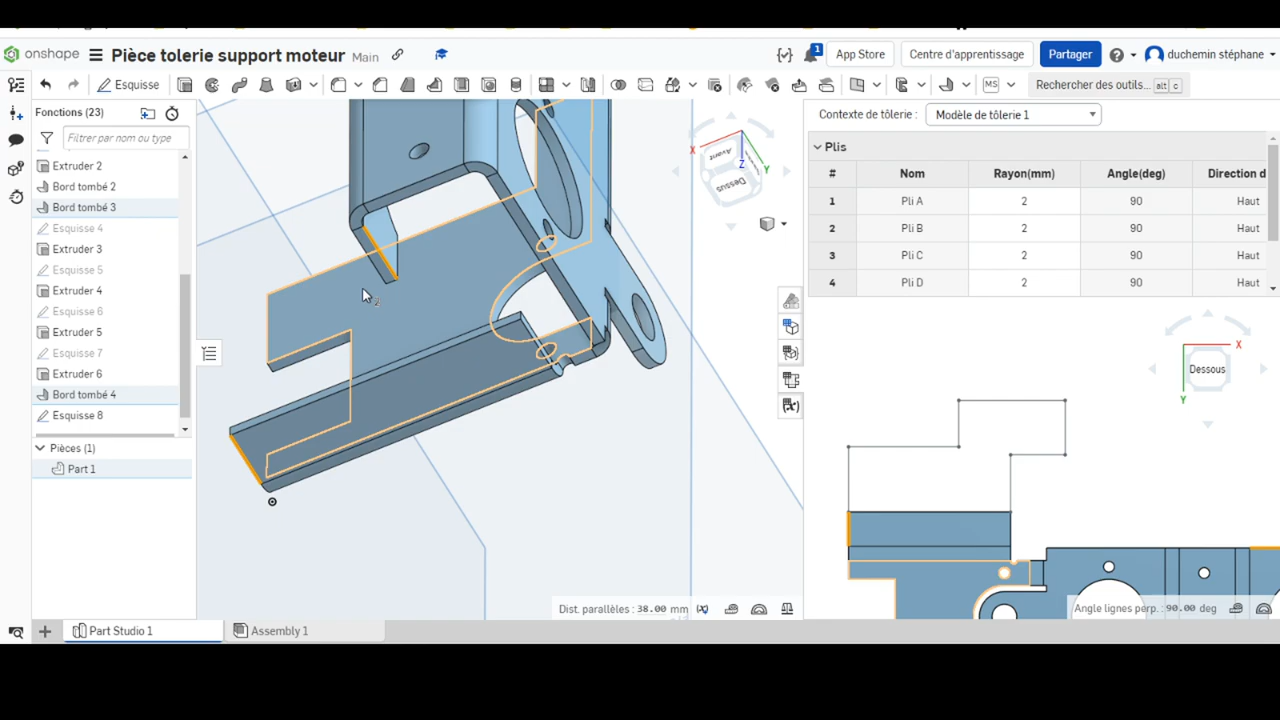 onshape
Pièce tolerie support moteur Main
1
App Store
Centre d'apprentissage
Partager
duchemin stéphane
Esquisse
MS
Rechercher des outils... alt c
Fonctions (23)
Filtrer par nom ou type
Extruder 2
Bord tombé 2
Bord tombé 3
Esquisse 4
Extruder 3
Esquisse 5
Extruder 4
Esquisse 6
Extruder 5
Esquisse 7
Extruder 6
Bord tombé 4
Esquisse 8
Pièces (1)
Part 1
X
Z
Y
Avant
Dessus
Dist. parallèles : 38.00 mm
Contexte de tôlerie : Modèle de tôlerie 1
Plis
# Nom Rayon(mm) Angle(deg) Direction d
1 Pli A 2 90 Haut
2 Pli B 2 90 Haut
3 Pli C 2 90 Haut
4 Pli D 2 90 Haut
X
Dessous
Y
Angle lignes perp. : 90.00 deg
Part Studio 1
Assembly 1